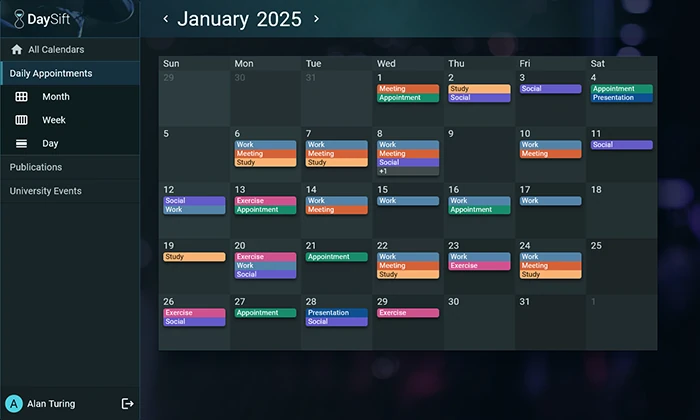 DaySift
January 2025
All Calendars
Daily Appointments
Month
Week
Day
Publications
University Events
Sun Mon Tue Wed Thu Fri Sat
29 30 31 1 2 3 4
Meeting Study Social Appointment
Appointment Social Presentation
5 6 7 8 9 10 11
Work Work Work Work Social
Meeting Meeting Meeting Meeting
Study Study Social
+1
12 13 14 15 16 17 18
Social Exercise Work Work Work Work
Work Appointment Meeting Appointment
19 20 21 22 23 24 25
Study Exercise Appointment Work Work Work
Work Meeting Exercise Meeting
Social Study Study
26 27 28 29 30 31 1
Exercise Appointment Presentation Exercise
Social Social
A Alan Turing